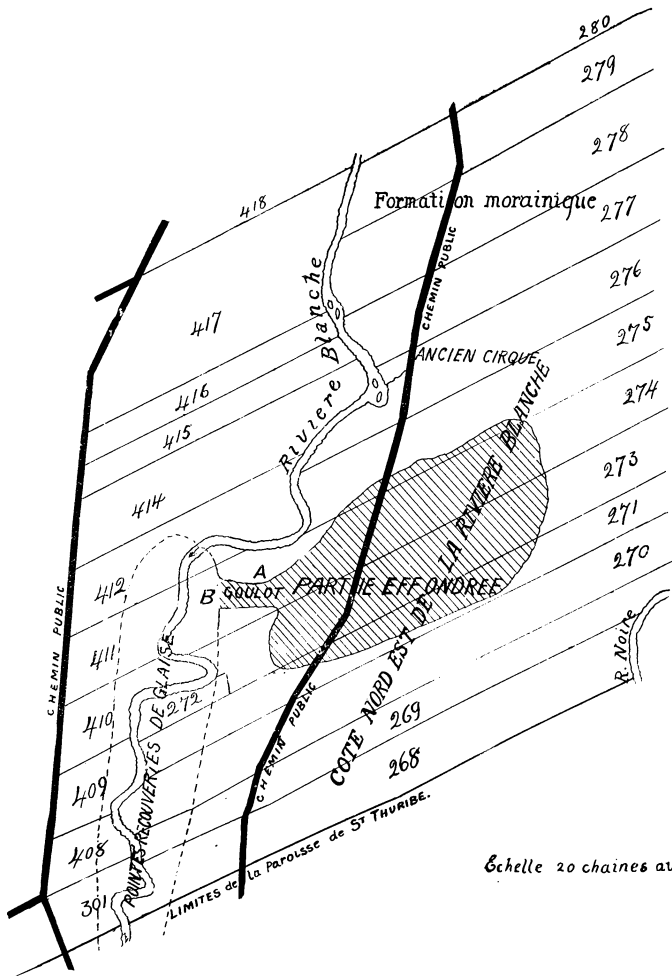 280
279
278
418
Formation morainique
277
CHEMIN PUBLIC
276
Rivière Blanche
417
ANCIEN CIRQUE
275
416
274
415
273
414
271
A
270
412
B GOULOT PARTIE EFFONDREE
COTE NORD EST DE LA RIVIERE BLANCHE
CHEMIN PUBLIC
411
R. Noire
272
410
POINTES RECOUVERTES DE GLAISE
CHEMIN PUBLIC
269
268
409
408
301
LIMITES de la Paroisse de ST THURIBE.
Echelle 20 chaines au